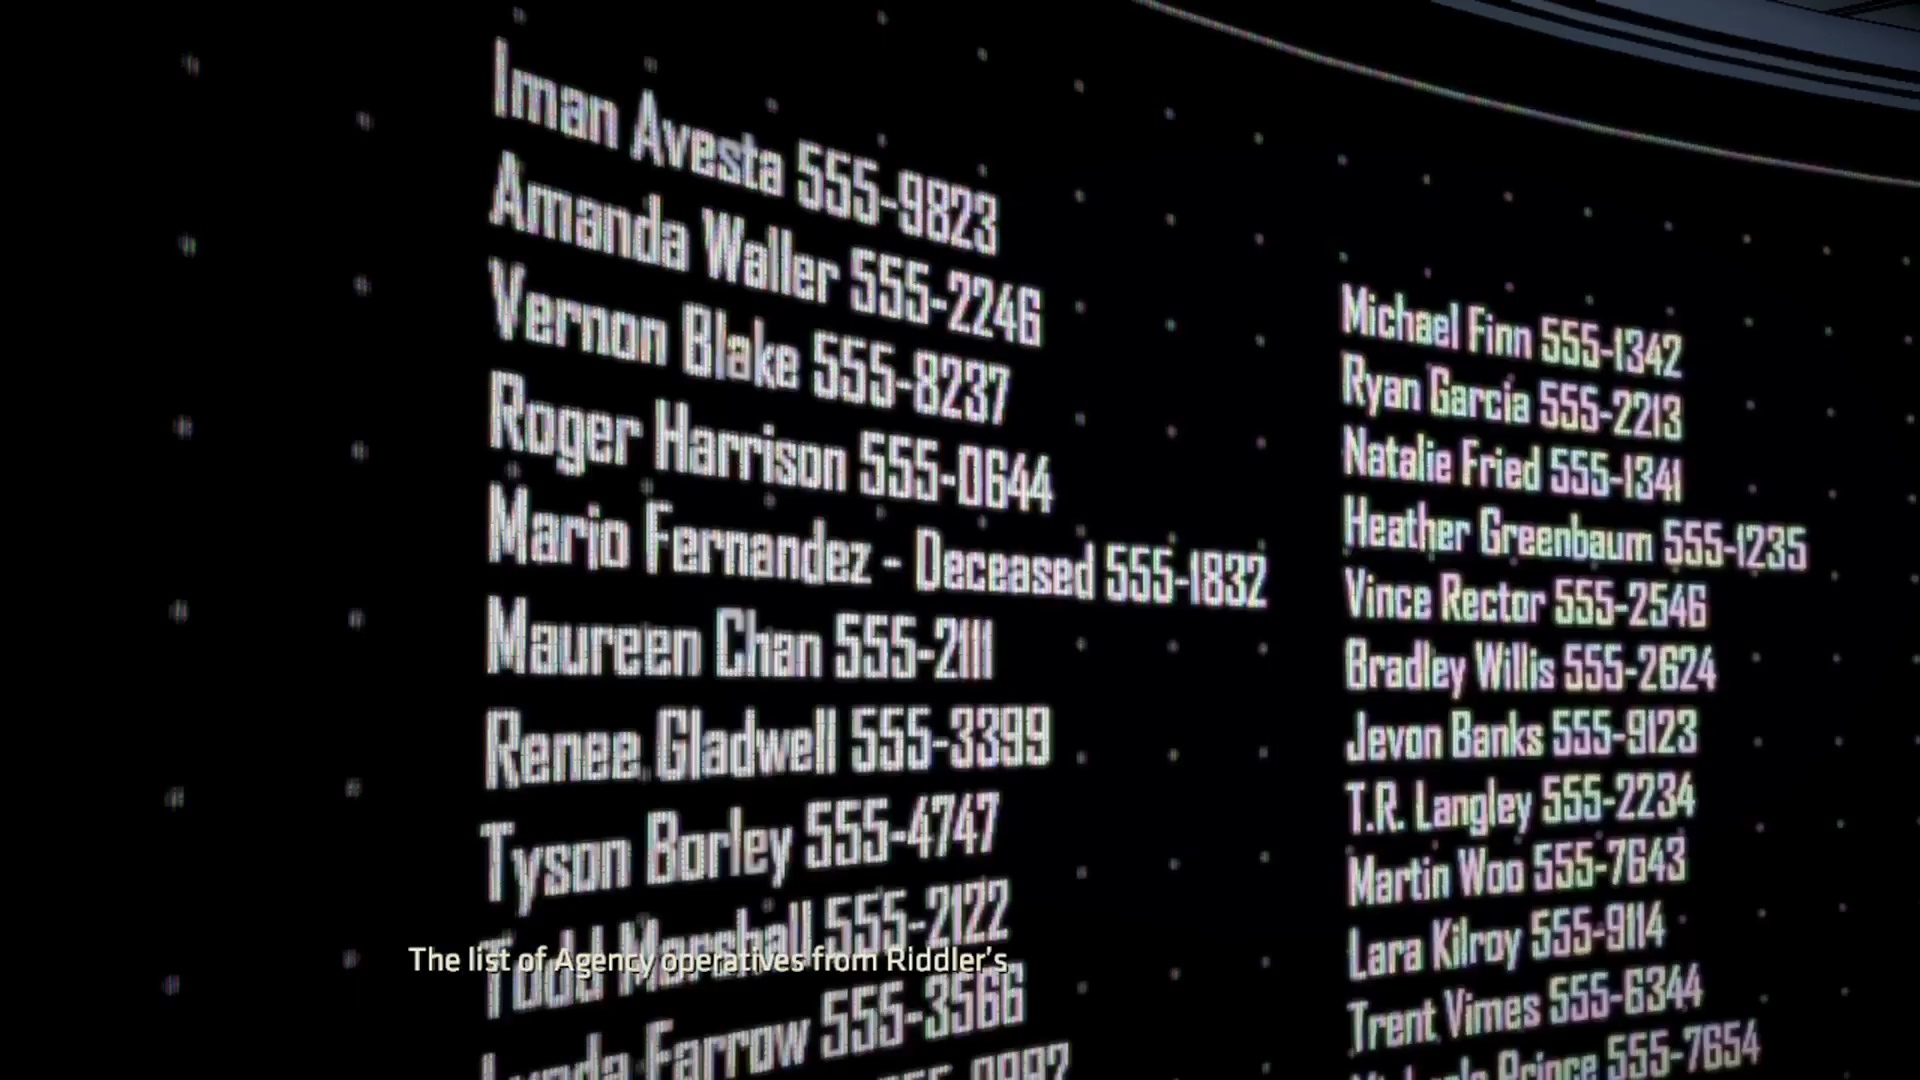 Iman Avesta 555-9823
Amanda Waller 555-2246
Vernon Blake 555-8237
Roger Harrison 555-0644
Mario Fernandez - Deceased 555-1832
Maureen Chan 555-2111
Renee Gladwell 555-3399
Tyson Borley 555-4747
Todd Marshall 555-2122
Lynda Farrow 555-3566
Michael Finn 555-1342
Ryan Garcia 555-2213
Natalie Fried 555-1341
Heather Greenbaum 555-1235
Vince Rector 555-2546
Bradley Willis 555-2624
Jevon Banks 555-9123
T.R. Langley 555-2234
Martin Woo 555-7643
Lara Kilroy 555-9114
Trent Vimes 555-6344
Prince 555-7654
The list of Agency operatives from Riddler's